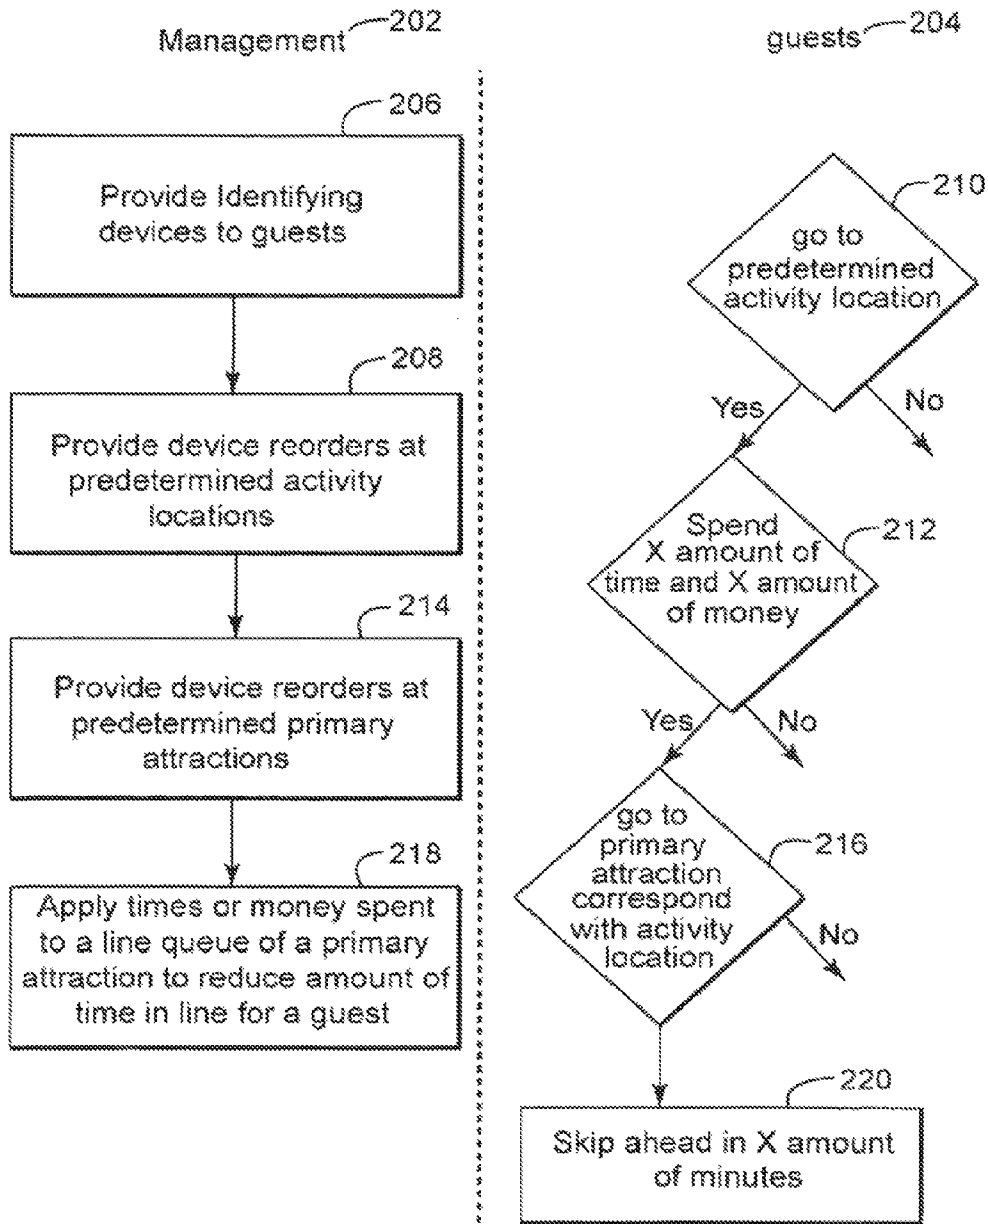 Management 202
206
Provide Identifying
devices to guests
208
Provide device reorders at
predetermined activity
locations
214
Provide device reorders at
predetermined primary
attractions
218
Apply times or money spent
to a line queue of a primary
attraction to reduce amount of
time in line for a guest
guests 204
210
go to
predetermined
activity location
Yes
No
212
Spend
X amount of
time and X amount
of money
Yes
No
216
go to
primary
attraction
correspond
with activity
location
No
220
Skip ahead in X amount
of minutes